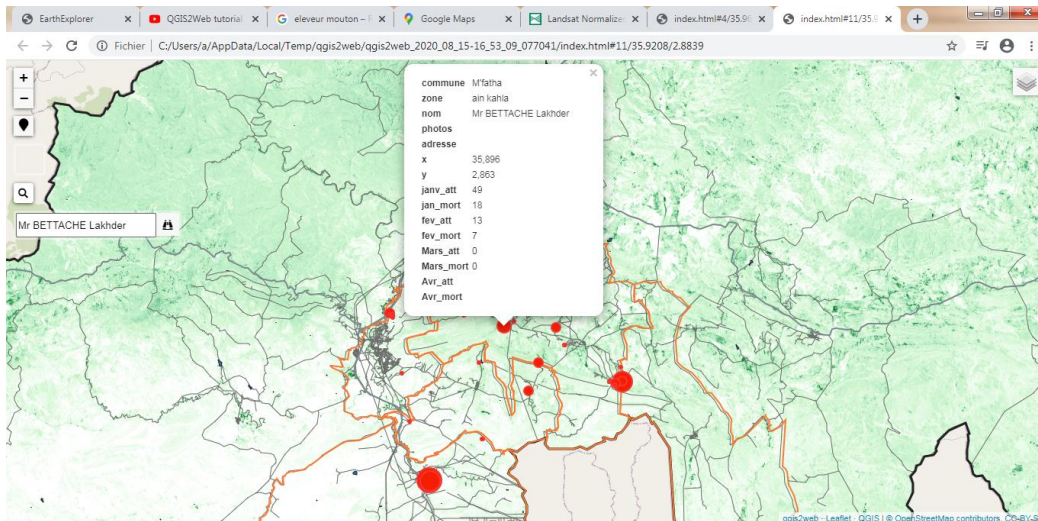 EarthExplorer
QGIS2Web tutorial
eleveur mouton –
Google Maps
Landsat Normalize
index.html#4/35.9
index.html#11/35.9
Fichier | C:/Users/a/AppData/Local/Temp/qgis2web/qgis2web_2020_08_15-16_53_09_077041/index.html#11/35.9208/2.8839
+
−
Mr BETTACHE Lakhder
×
commune M'fatha
zone ain kahla
nom Mr BETTACHE Lakhder
photos
adresse
x 35,896
y 2,863
janv_att 49
jan_mort 18
fev_att 13
fev_mort 7
Mars_att 0
Mars_mort 0
Avr_att
Avr_mort
qgis2web · Leaflet · QGIS | © OpenStreetMap contributors, CC-BY-S